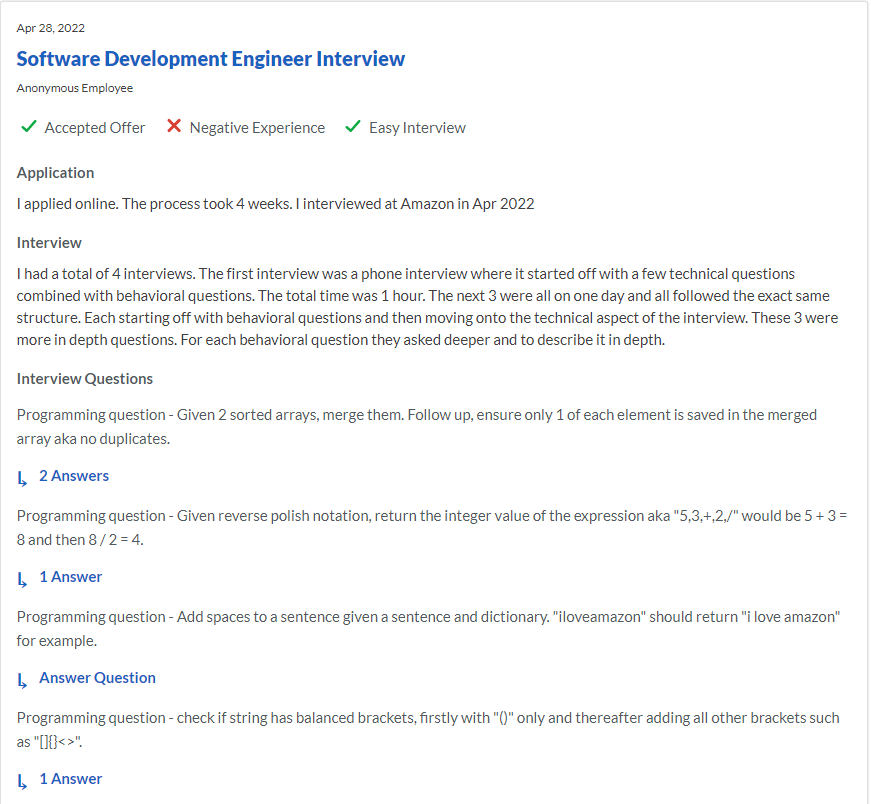 Apr 28, 2022
Software Development Engineer Interview
Anonymous Employee
Accepted Offer Negative Experience Easy Interview
Application
I applied online. The process took 4 weeks. I interviewed at Amazon in Apr 2022
Interview
I had a total of 4 interviews. The first interview was a phone interview where it started off with a few technical questions
combined with behavioral questions. The total time was 1 hour. The next 3 were all on one day and all followed the exact same
structure. Each starting off with behavioral questions and then moving onto the technical aspect of the interview. These 3 were
more in depth questions. For each behavioral question they asked deeper and to describe it in depth.
Interview Questions
Programming question - Given 2 sorted arrays, merge them. Follow up, ensure only 1 of each element is saved in the merged
array aka no duplicates.
2 Answers
Programming question - Given reverse polish notation, return the integer value of the expression aka "5,3,+,2,/" would be 5 + 3 =
8 and then 8 / 2 = 4.
1 Answer
Programming question - Add spaces to a sentence given a sentence and dictionary. "iloveamazon" should return "i love amazon"
for example.
Answer Question
Programming question - check if string has balanced brackets, firstly with "()" only and thereafter adding all other brackets such
as "[]{}<>".
1 Answer